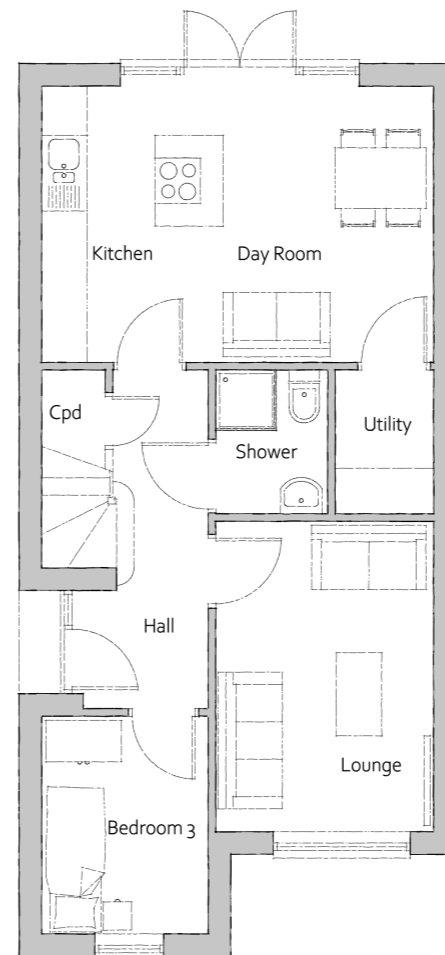 Kitchen
Day Room
Cpd
Shower
Utility
Hall
Lounge
Bedroom 3